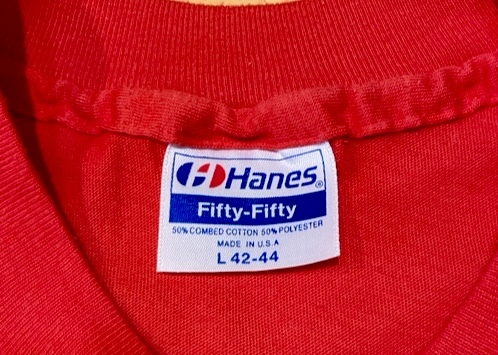 Hanes®
Fifty-Fifty
50% COMBED COTTON 50% POLYESTER
MADE IN U.S.A
L 42-44